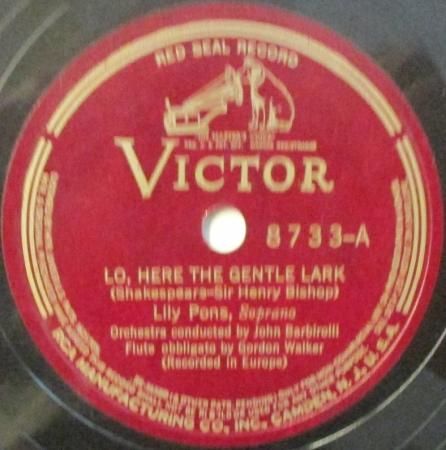 RED SEAL RECORD
"HIS MASTER'S VOICE"
VICTOR
8733-A
LO, HERE THE GENTLE LARK
(Shakespeare-Sir Henry Bishop)
Lily Pons, Soprano
Orchestra conducted by John Barbirolli
Flute obbligato by Gordon Walker
(Recorded in Europe)
RCA MANUFACTURING CO, INC., CAMDEN, N. J., U. S. A.